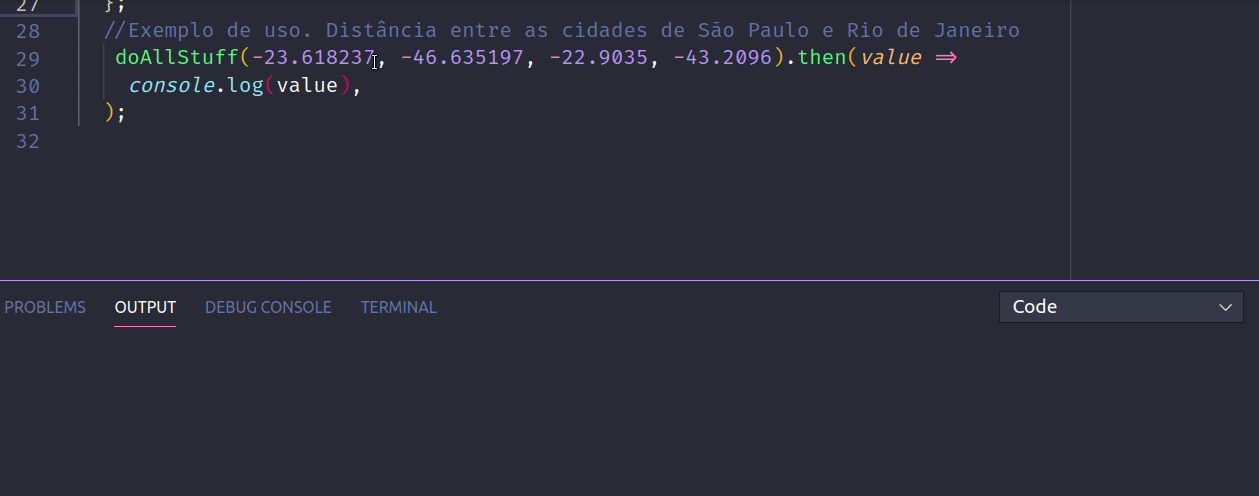 27 };
28 //Exemplo de uso. Distância entre as cidades de São Paulo e Rio de Janeiro
29 doAllStuff(-23.618237, -46.635197, -22.9035, -43.2096).then(value =>
30 console.log(value),
31 );
32
PROBLEMS OUTPUT DEBUG CONSOLE TERMINAL Code